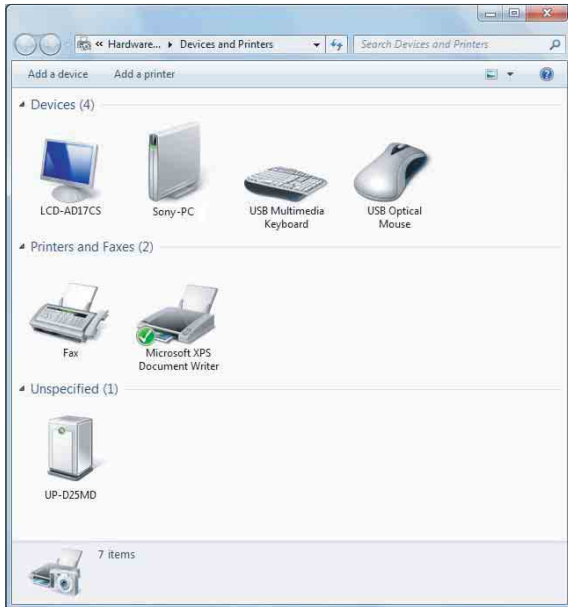 « Hardware... ▸ Devices and Printers
Search Devices and Printers
Add a device Add a printer
Devices (4)
LCD-AD17CS Sony-PC USB Multimedia Keyboard USB Optical Mouse
Printers and Faxes (2)
Fax Microsoft XPS Document Writer
Unspecified (1)
UP-D25MD
7 items